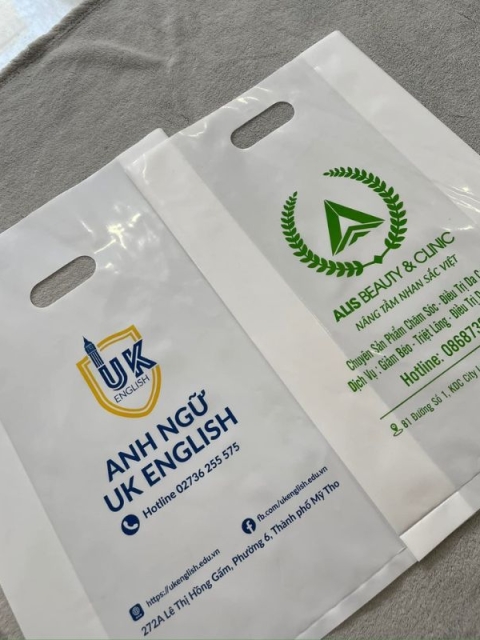 UK
ENGLISH
ANH NGỮ
UK ENGLISH
Hotline 02736 255 575
https://ukenglish.edu.vn
fb.com/ukenglish.edu.vn
272A Lê Thị Hồng Gấm, Phường 6, Thành phố Mỹ Tho
BEAUTY & CLINIC
NÂNG TẦM NHAN SẮC VIỆT
Chuyên Sản Phẩm Chăm Sóc - Điều Trị Da
Dịch Vụ: Giảm Béo - Triệt Lông - Điều Trị
Hotline: 086873
81 Đường Số 1, KDC City